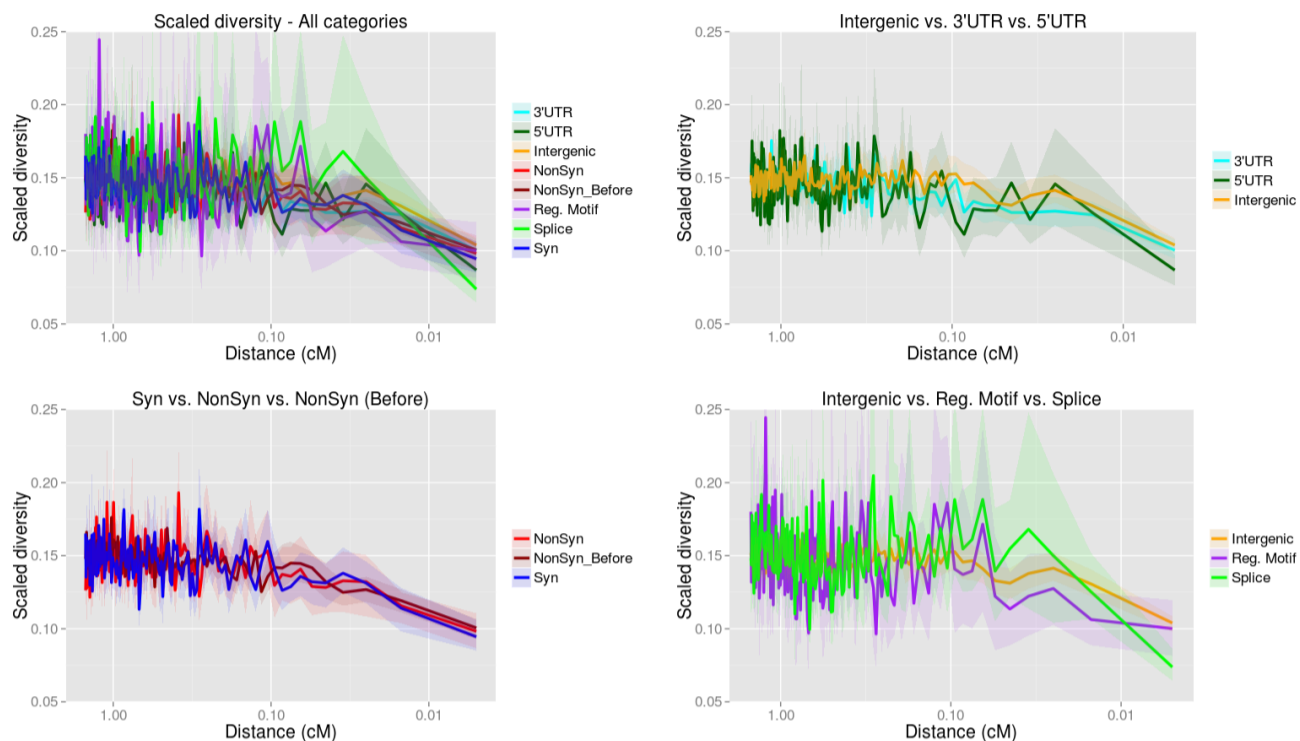 Scaled diversity - All categories
Scaled diversity
0.25
0.20
0.15
0.10
0.05
1.00
0.10
0.01
Distance (cM)
3'UTR
5'UTR
Intergenic
NonSyn
NonSyn_Before
Reg. Motif
Splice
Syn
Intergenic vs. 3'UTR vs. 5'UTR
Scaled diversity
0.25
0.20
0.15
0.10
0.05
1.00
0.10
0.01
Distance (cM)
3'UTR
5'UTR
Intergenic
Syn vs. NonSyn vs. NonSyn (Before)
Scaled diversity
0.25
0.20
0.15
0.10
0.05
1.00
0.10
0.01
Distance (cM)
NonSyn
NonSyn_Before
Syn
Intergenic vs. Reg. Motif vs. Splice
Scaled diversity
0.25
0.20
0.15
0.10
0.05
1.00
0.10
0.01
Distance (cM)
Intergenic
Reg. Motif
Splice